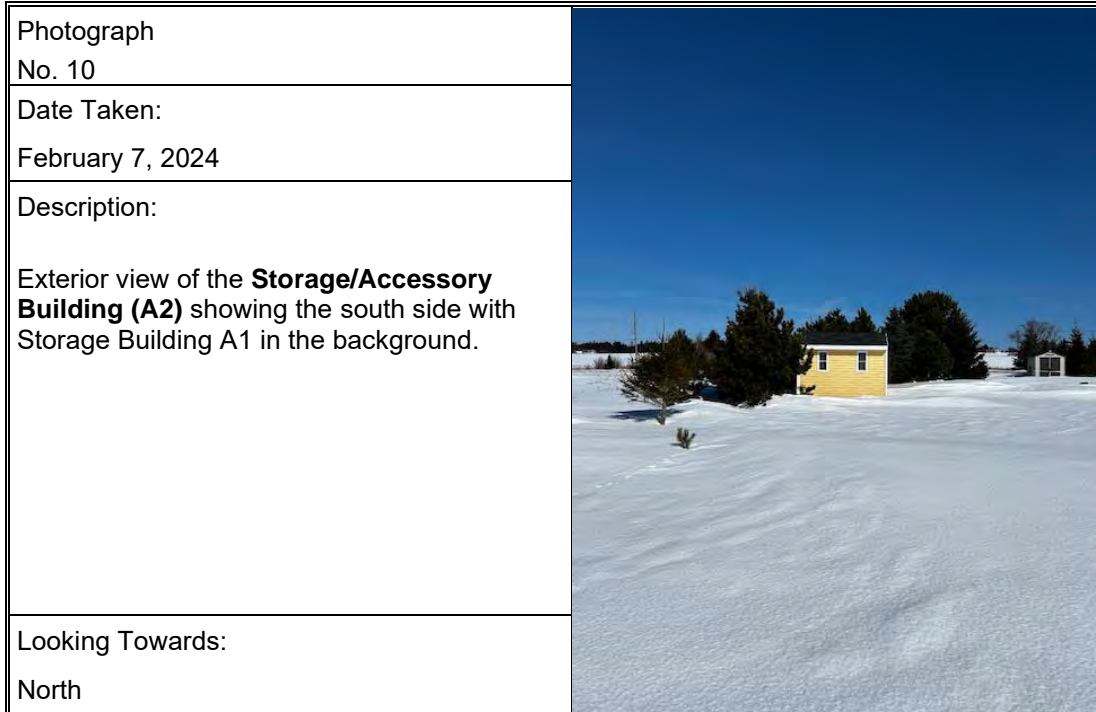 Photograph
No. 10
Date Taken:
February 7, 2024
Description:
Exterior view of the Storage/Accessory
Building (A2) showing the south side with
Storage Building A1 in the background.
Looking Towards:
North